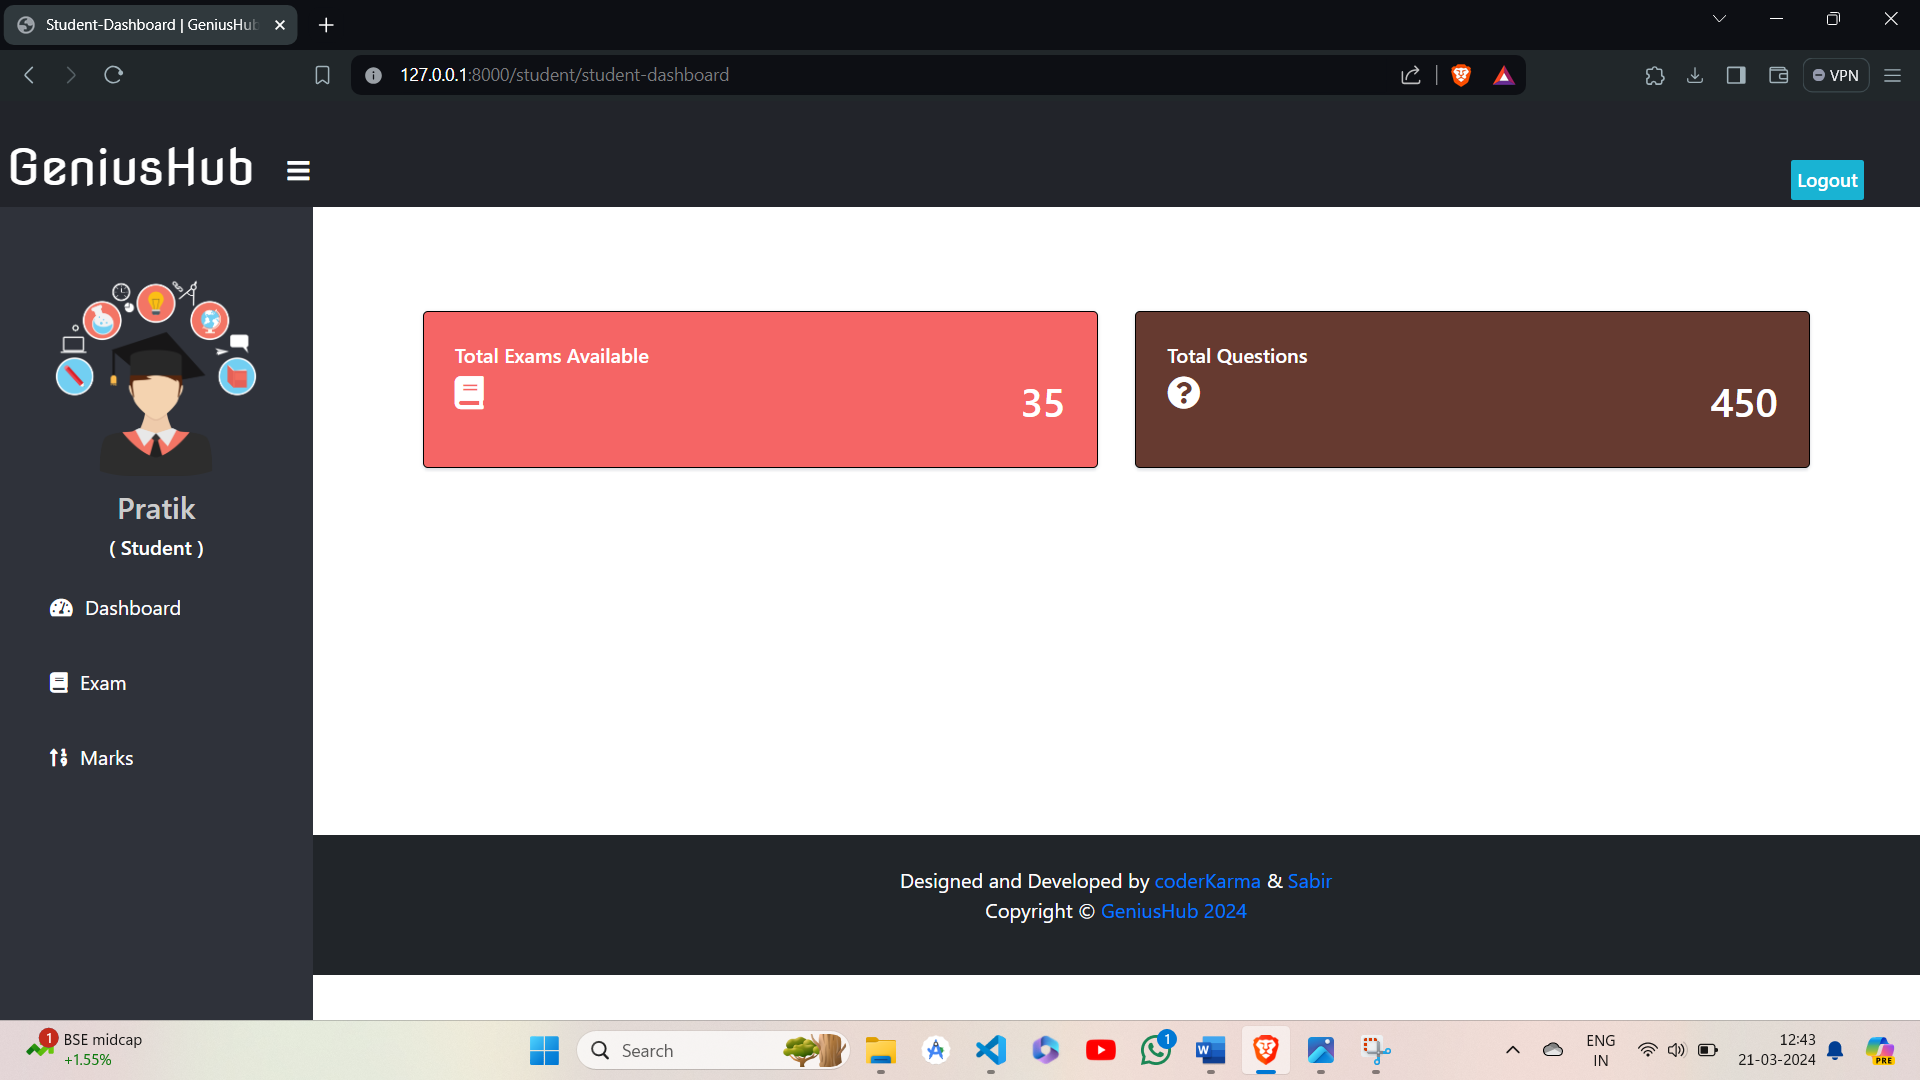 Student-Dashboard | GeniusHub
127.0.0.1:8000/student/student-dashboard
VPN
GeniusHub
Logout
Pratik
( Student )
Dashboard
Exam
Marks
Total Exams Available
35
Total Questions
450
Designed and Developed by coderKarma & Sabir
Copyright © GeniusHub 2024
1
BSE midcap
+1.55%
Search
1
ENG
IN
12:43
21-03-2024
PRE